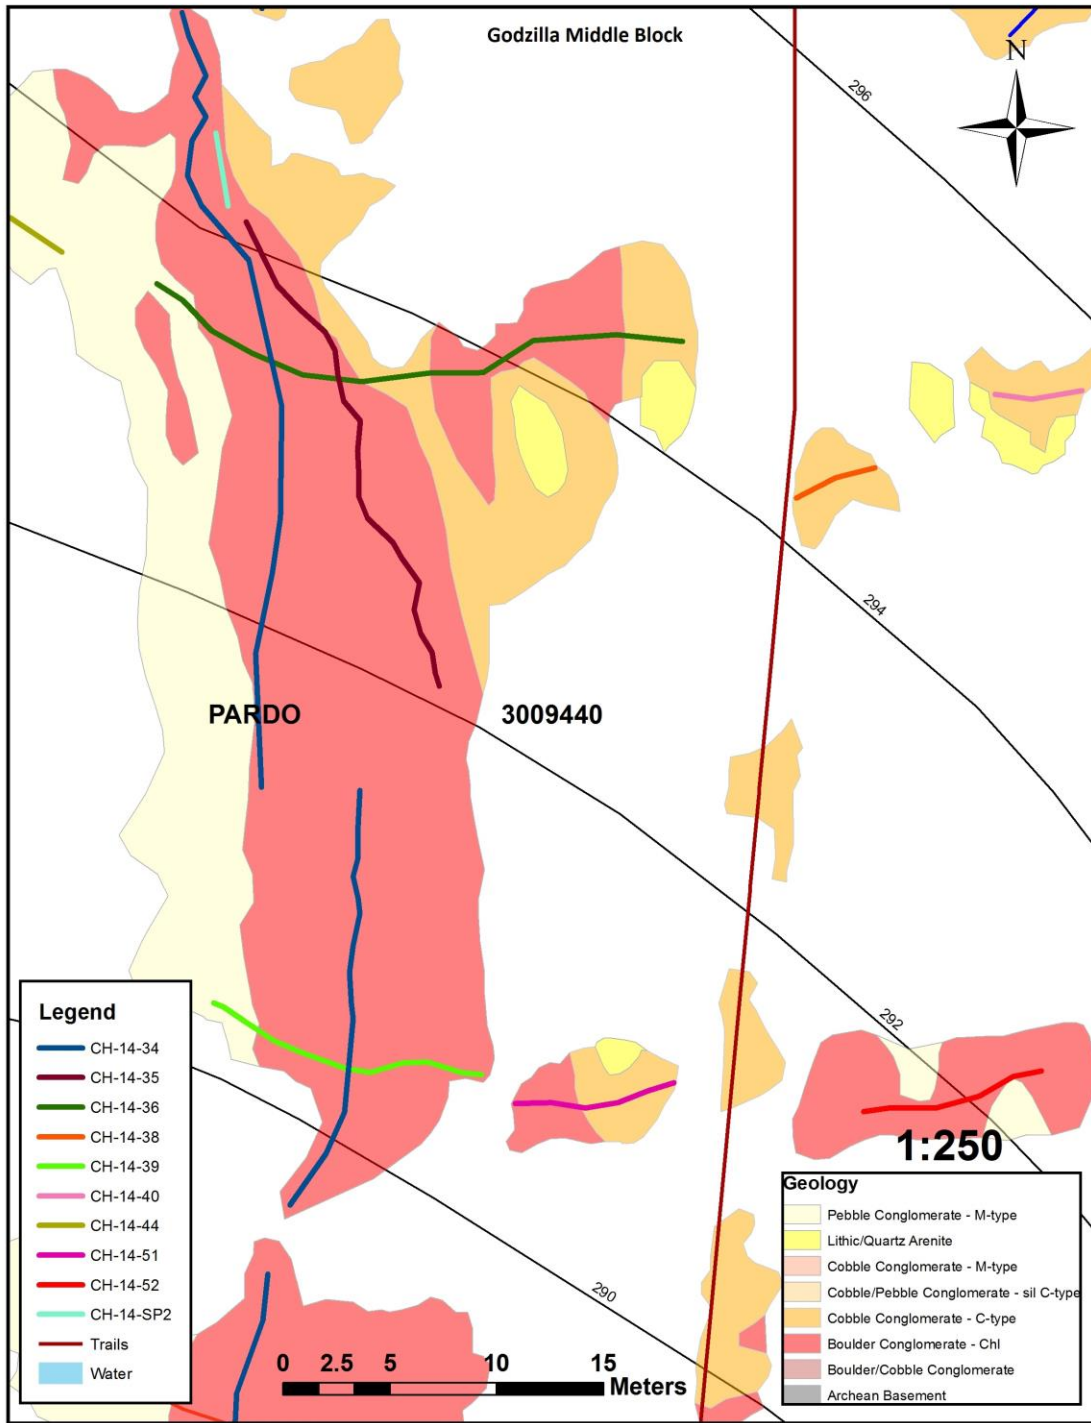 Godzilla Middle Block
N
296
294
PARDO
3009440
292
290
1:250
Legend
CH-14-34
CH-14-35
CH-14-36
CH-14-38
CH-14-39
CH-14-40
CH-14-44
CH-14-51
CH-14-52
CH-14-SP2
Trails
Water
0 2.5 5 10 15
Meters
Geology
Pebble Conglomerate - M-type
Lithic/Quartz Arenite
Cobble Conglomerate - M-type
Cobble/Pebble Conglomerate - sil C-type
Cobble Conglomerate - C-type
Boulder Conglomerate - Chl
Boulder/Cobble Conglomerate
Archean Basement